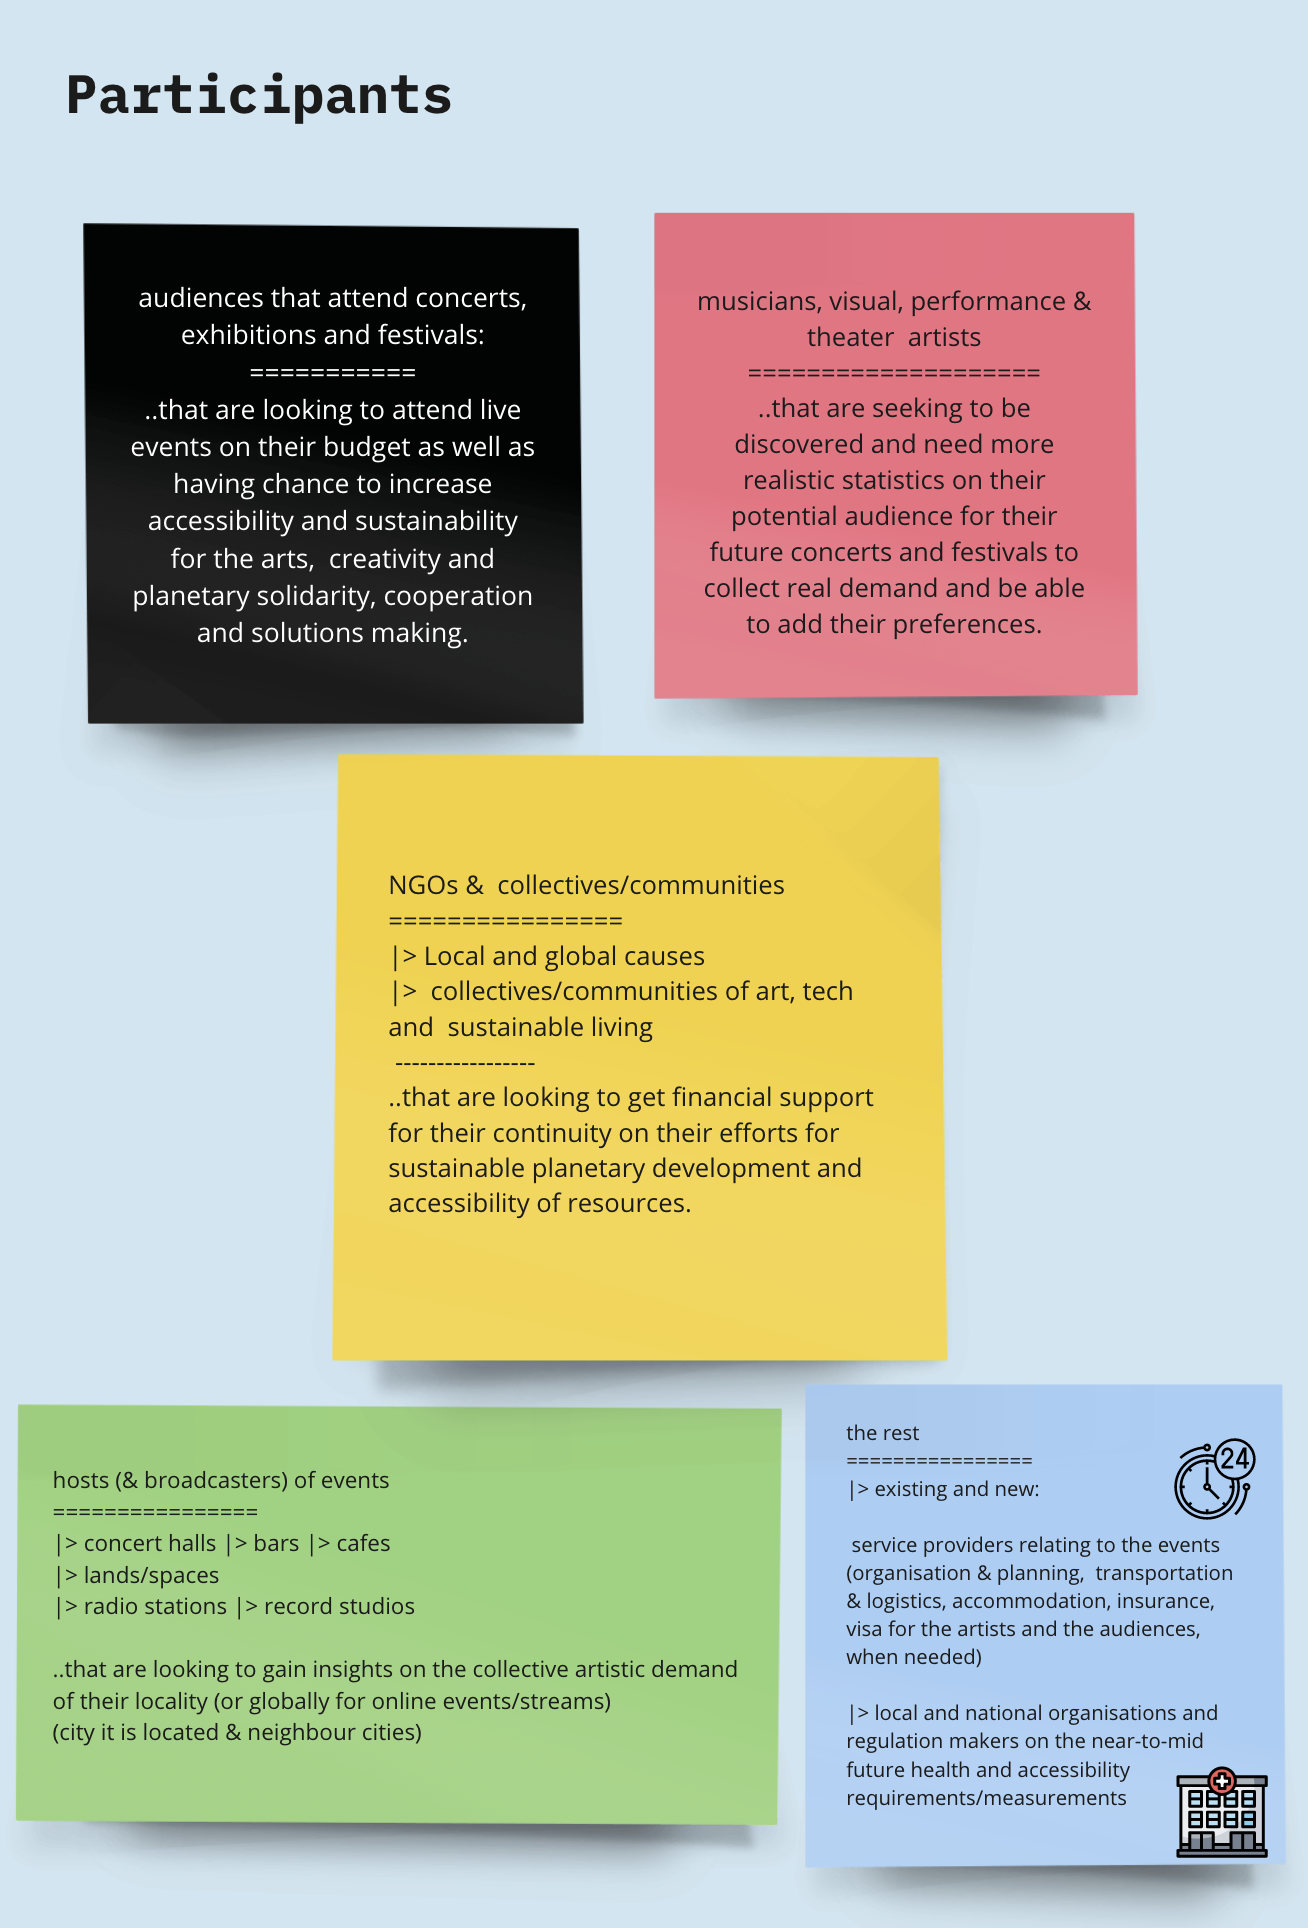 Participants
audiences that attend concerts,
exhibitions and festivals:
===========
..that are looking to attend live
events on their budget as well as
having chance to increase
accessibility and sustainability
for the arts,  creativity and
planetary solidarity, cooperation
and solutions making.
musicians, visual, performance &
theater  artists
====================
..that are seeking to be
discovered and need more
realistic statistics on their
potential audience for their
future concerts and festivals to
collect real demand and be able
to add their preferences.
NGOs &  collectives/communities
================
|> Local and global causes
|>  collectives/communities of art, tech
and  sustainable living
-----------------
..that are looking to get financial support
for their continuity on their efforts for
sustainable planetary development and
accessibility of resources.
hosts (& broadcasters) of events
================
|> concert halls |> bars |> cafes
|> lands/spaces
|> radio stations |> record studios
..that are looking to gain insights on the collective artistic demand
of their locality (or globally for online events/streams)
(city it is located & neighbour cities)
the rest
================
|> existing and new:
24
service providers relating to the events
(organisation & planning,  transportation
& logistics, accommodation, insurance,
visa for the artists and the audiences,
when needed)
|> local and national organisations and
regulation makers on the near-to-mid
future health and accessibility
requirements/measurements